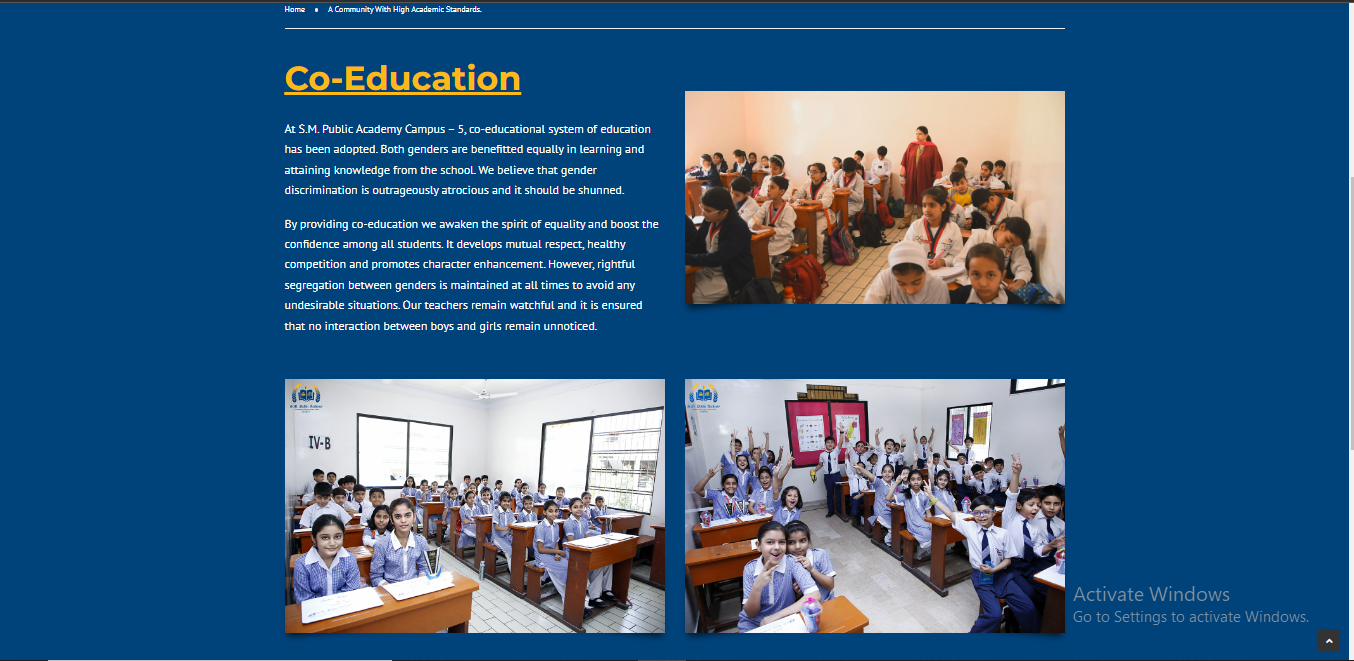 Home • A Community With High Academic Standards.
Co-Education
At S.M. Public Academy Campus – 5, co-educational system of education
has been adopted. Both genders are benefitted equally in learning and
attaining knowledge from the school. We believe that gender
discrimination is outrageously atrocious and it should be shunned.
By providing co-education we awaken the spirit of equality and boost the
confidence among all students. It develops mutual respect, healthy
competition and promotes character enhancement. However, rightful
segregation between genders is maintained at all times to avoid any
undesirable situations. Our teachers remain watchful and it is ensured
that no interaction between boys and girls remain unnoticed.
IV-B
Activate Windows
Go to Settings to activate Windows.